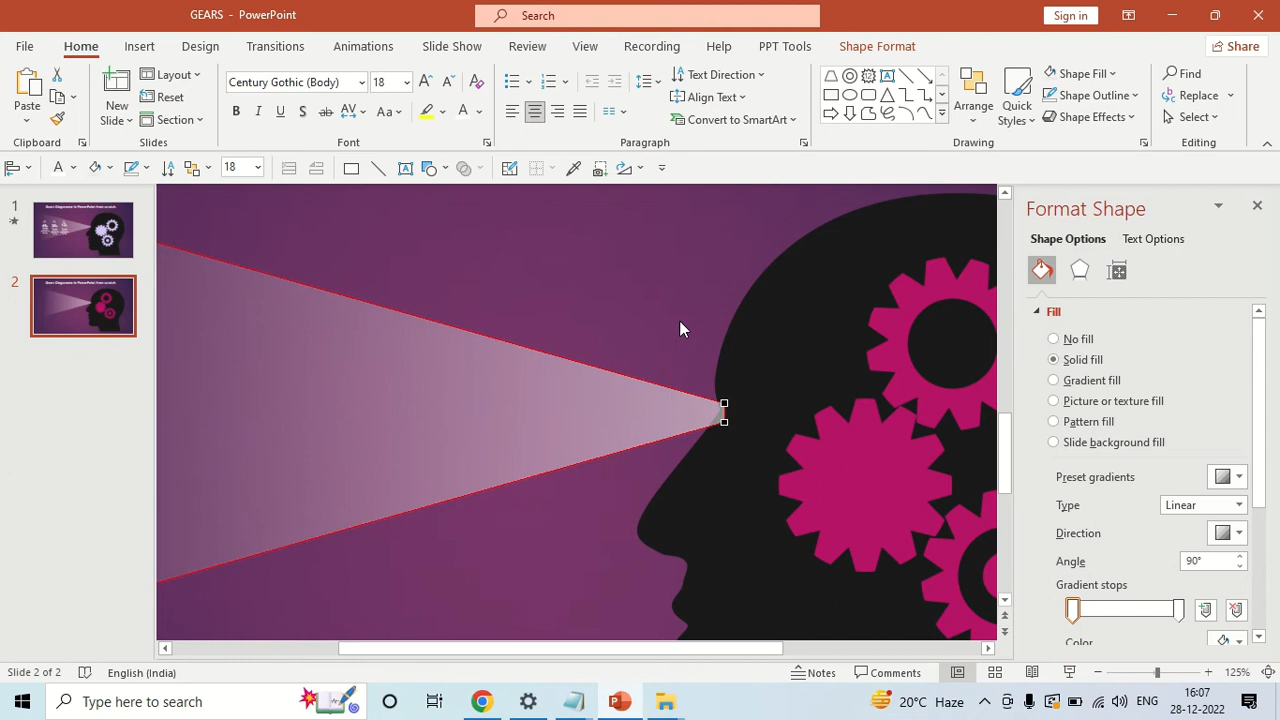 GEARS - PowerPoint
Search
Sign in
File
Home
Insert
Design
Transitions
Animations
Slide Show
Review
View
Recording
Help
PPT Tools
Shape Format
Share
Paste
New
Slide
Layout
Reset
Section
Century Gothic (Body)
18
Text Direction
Align Text
Convert to SmartArt
Arrange
Quick
Styles
Shape Fill
Shape Outline
Shape Effects
Find
Replace
Select
Clipboard
Slides
Font
Paragraph
Drawing
Editing
18
1
2
Format Shape
Shape Options
Text Options
Fill
No fill
Solid fill
Gradient fill
Picture or texture fill
Pattern fill
Slide background fill
Preset gradients
Type
Linear
Direction
Angle
90°
Gradient stops
Color
Slide 2 of 2
English (India)
Notes
Comments
125%
Type here to search
20°C Haze
ENG
16:07
28-12-2022